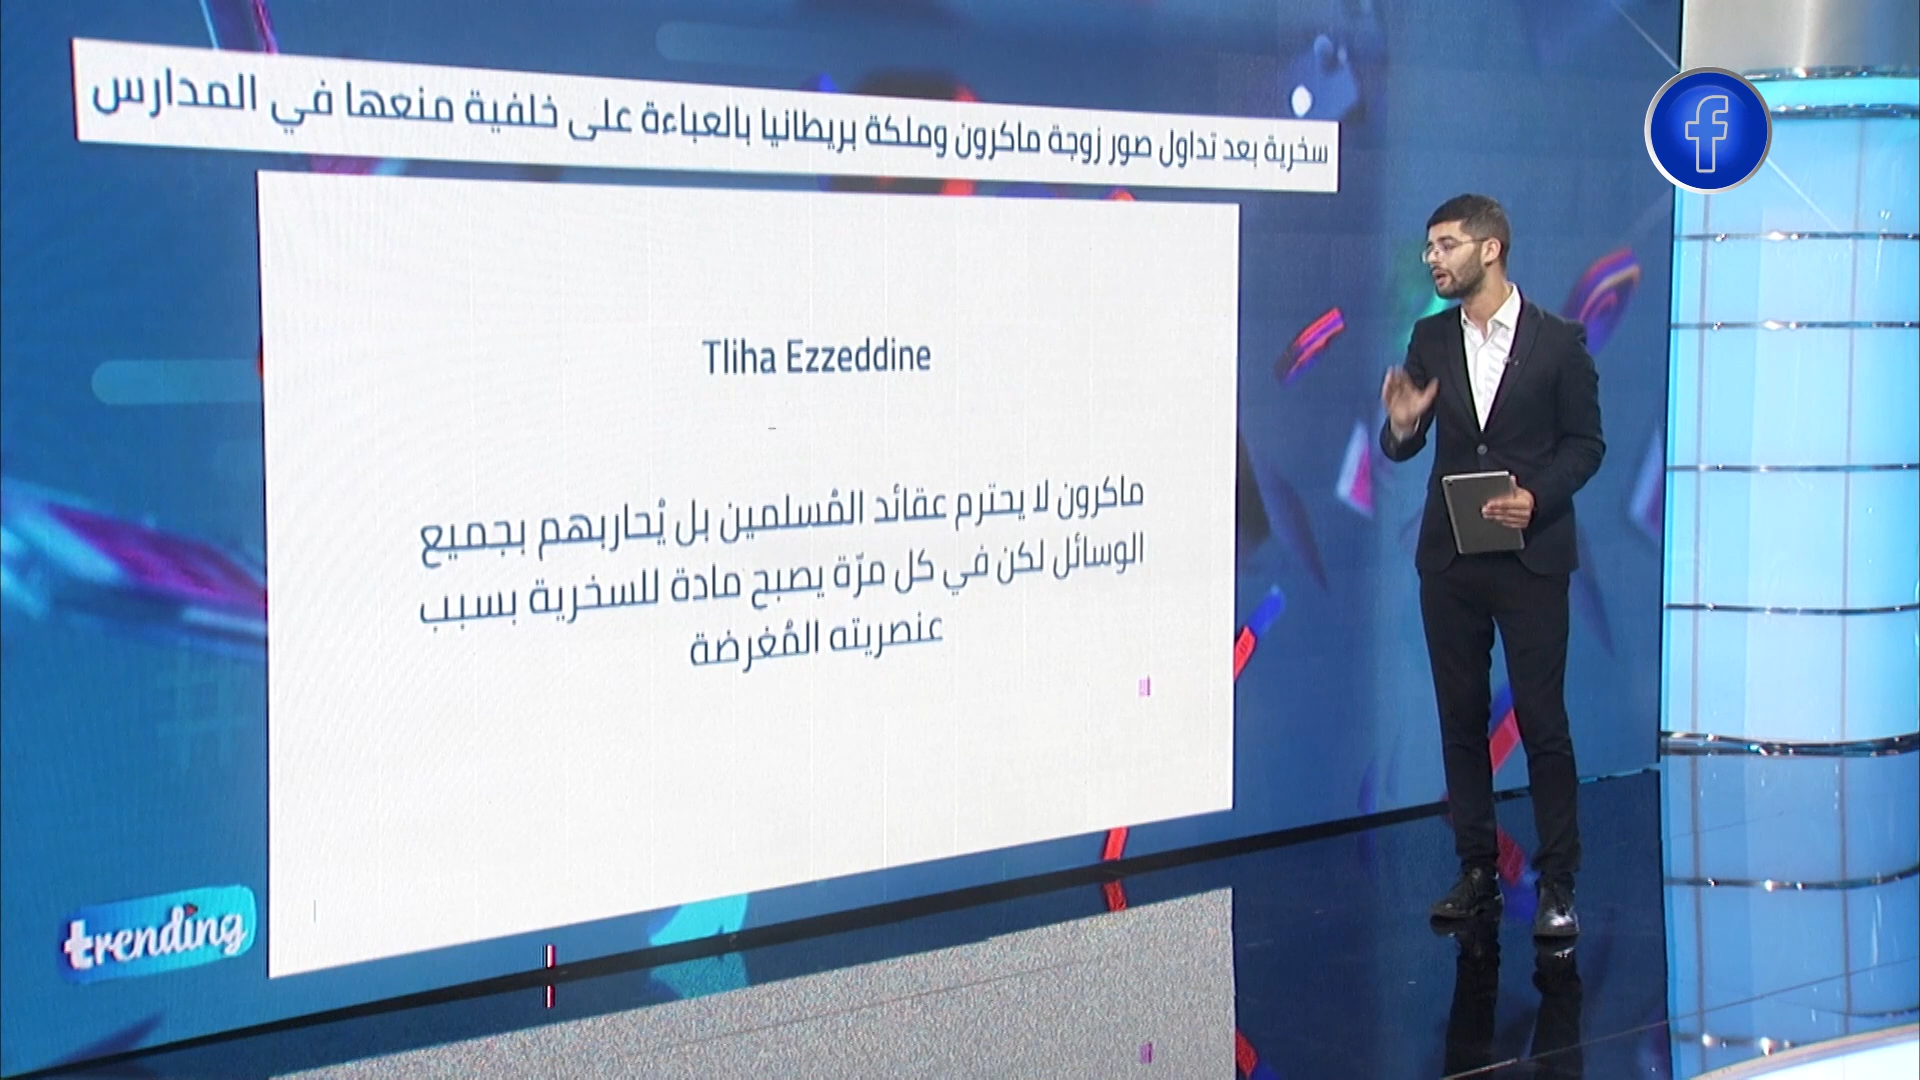 سخرية بعد تداول صور زوجة ماكرون وملكة بريطانيا بالعباءة على خلفية منعها في المدارس
Tliha Ezzeddine
ماكرون لا يحترم عقائد المُسلمين بل يُحاربهم بجميع
الوسائل لكن في كل مرّة يصبح مادة للسخرية بسبب
عنصريته المُغرضة
trending
f